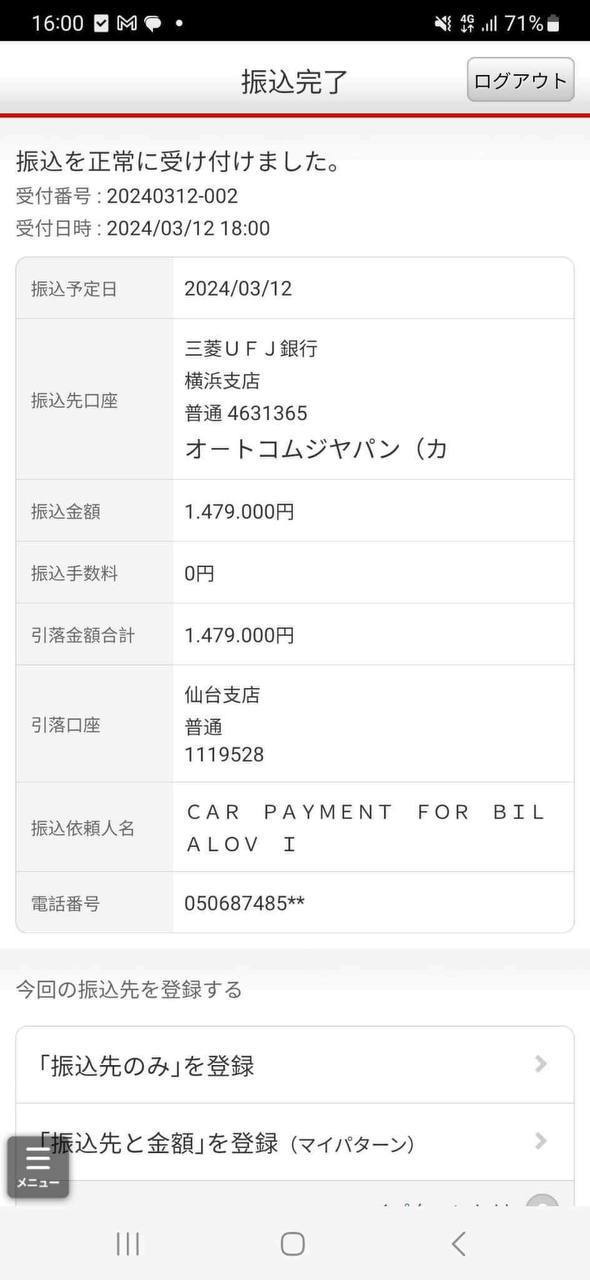 16:00 4G 71%
振込完了
ログアウト
振込を正常に受け付けました。
受付番号 : 20240312-002
受付日時 : 2024/03/12 18:00
振込予定日 2024/03/12
振込先口座
三菱ＵＦＪ銀行
横浜支店
普通 4631365
オートコムジヤパン（カ
振込金額 1.479.000円
振込手数料 0円
引落金額合計 1.479.000円
引落口座
仙台支店
普通
1119528
振込依頼人名
ＣＡＲ　ＰＡＹＭＥＮＴ　ＦＯＲ　ＢＩＬ
ＡＬＯＶ　Ｉ
電話番号 050687485**
今回の振込先を登録する
「振込先のみ」を登録
「振込先と金額」を登録（マイパターン）
メニュー